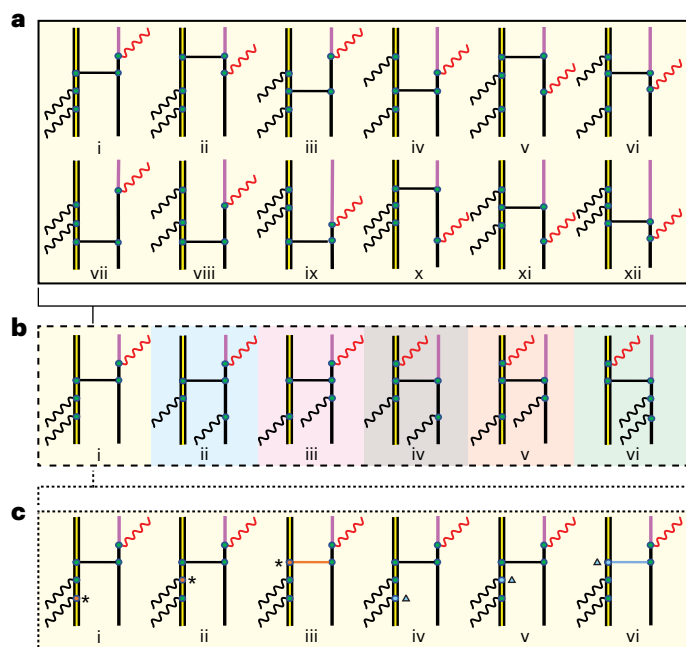 a
i ii iii iv v vi
vii viii ix x xi xii
b
i ii iii iv v vi
c
* * *
i ii iii iv v vi